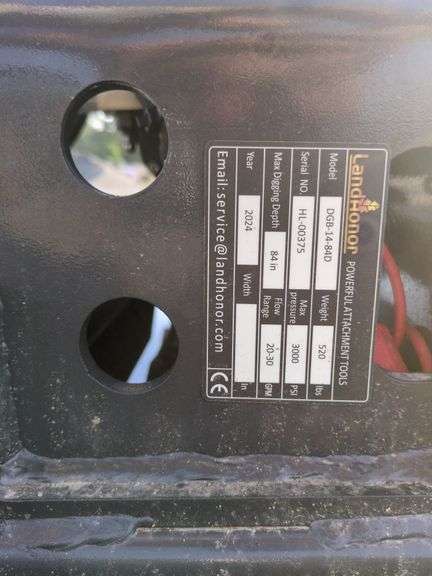 LandHonor POWERFUL ATTACHMENT TOOLS
Model DGB-14-84D Weight 520 lbs
Serial NO. HL-00375 Max pressure 3000 PSI
Max Digging Depth 84 in Flow Range 20-30 GPM
Year 2024 Width In
Email: service@landhonor.com CE